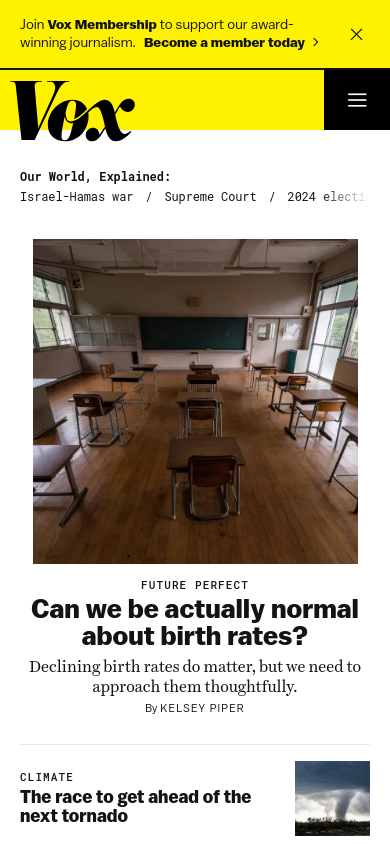 Join Vox Membership to support our award-
winning journalism. Become a member today
Vox
Our World, Explained:
Israel-Hamas war / Supreme Court / 2024 electi
FUTURE PERFECT
Can we be actually normal
about birth rates?
Declining birth rates do matter, but we need to
approach them thoughtfully.
By KELSEY PIPER
CLIMATE
The race to get ahead of the
next tornado